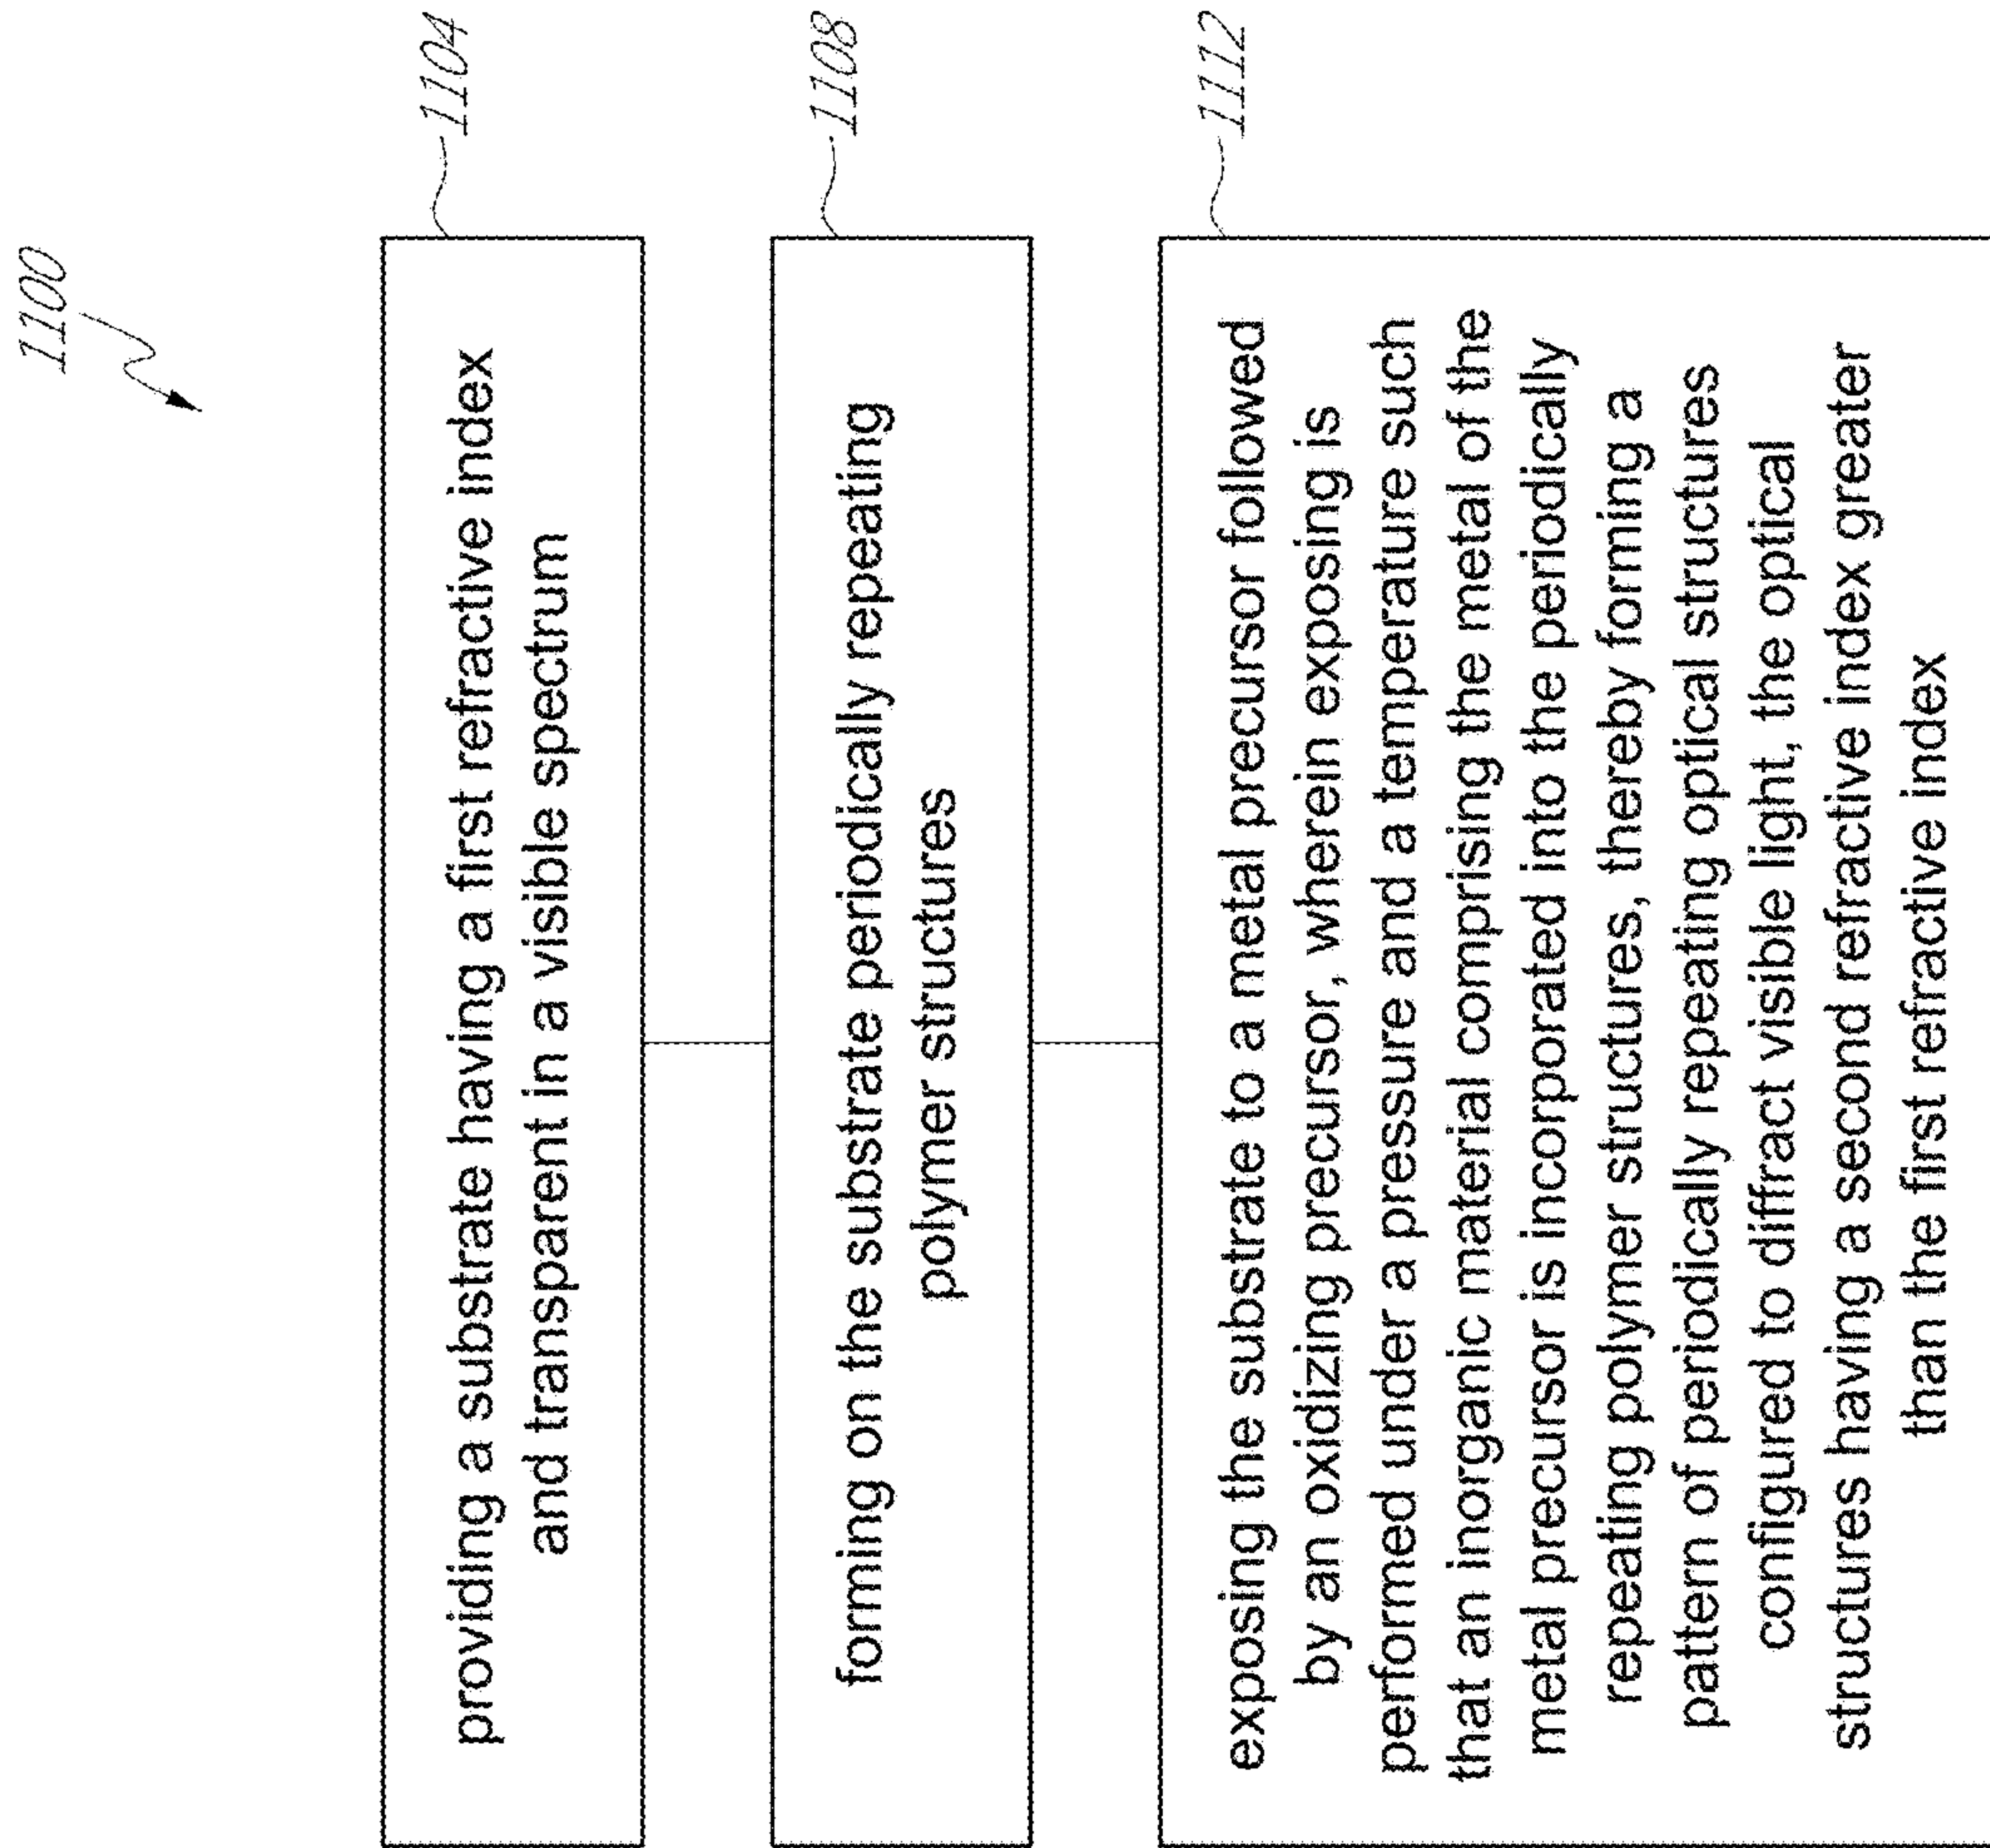 1100
1104
providing a substrate having a first refractive index
and transparent in a visible spectrum
1108
forming on the substrate periodically repeating
polymer structures
1112
exposing the substrate to a metal precursor followed
by an oxidizing precursor, wherein exposing is
performed under a pressure and a temperature such
that an inorganic material comprising the metal of the
metal precursor is incorporated into the periodically
repeating polymer structures, thereby forming a
pattern of periodically repeating optical structures
configured to diffract visible light, the optical
structures having a second refractive index greater
than the first refractive index